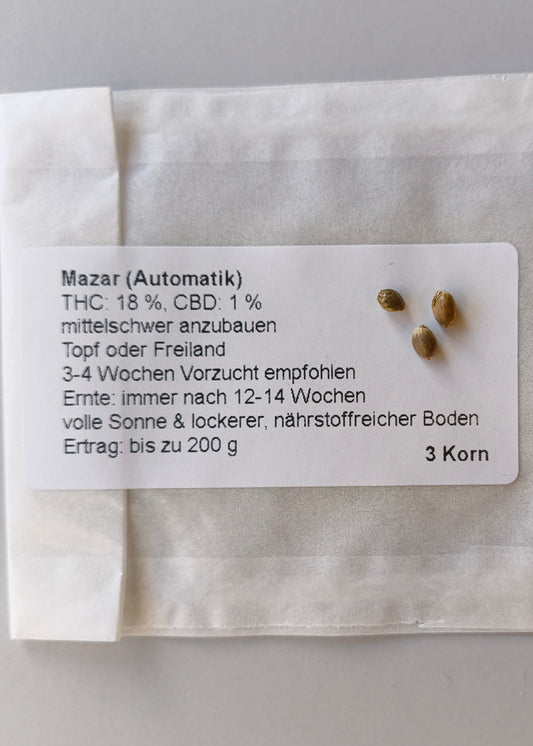 Mazar (Automatik)
THC: 18 %, CBD: 1 %
mittelschwer anzubauen
Topf oder Freiland
3-4 Wochen Vorzucht empfohlen
Ernte: immer nach 12-14 Wochen
volle Sonne & lockerer, nährstoffreicher Boden
Ertrag: bis zu 200 g
3 Korn